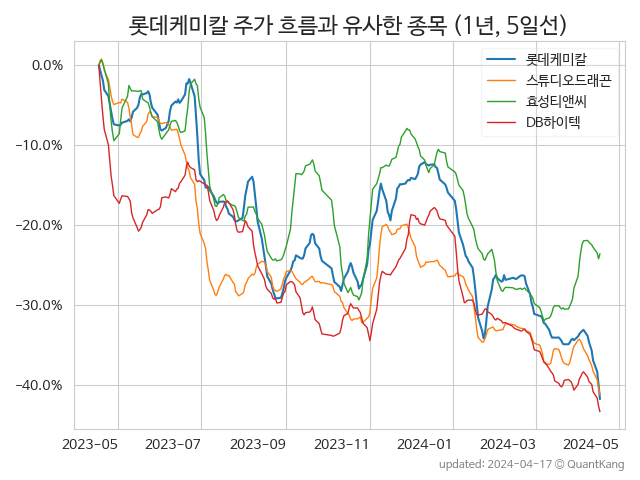 롯데케미칼 주가 흐름과 유사한 종목 (1년, 5일선)
롯데케미칼
스튜디오드래곤
효성티앤씨
DB하이텍
0.0%
−10.0%
−20.0%
−30.0%
−40.0%
2023-05 2023-07 2023-09 2023-11 2024-01 2024-03 2024-05
updated: 2024-04-17 © QuantKang